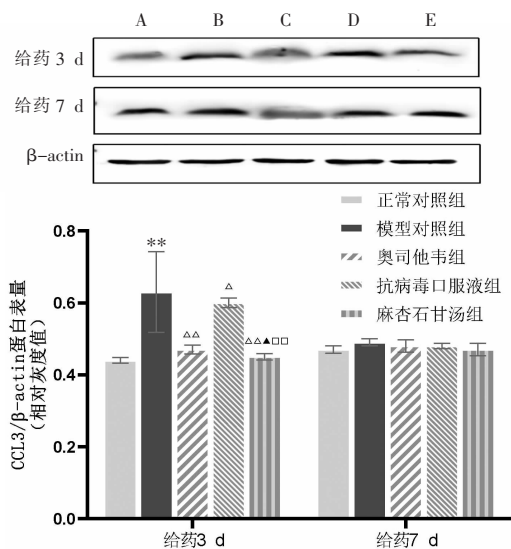 A B C D E
给药 3 d
给药 7 d
β-actin
正常对照组
模型对照组
奥司他韦组
抗病毒口服液组
麻杏石甘汤组
CCL3/β-actin蛋白表量
(相对灰度值)
0.8
0.6
0.4
0.2
0.0
**
△△
△
△△▲□□
给药3 d
给药7 d